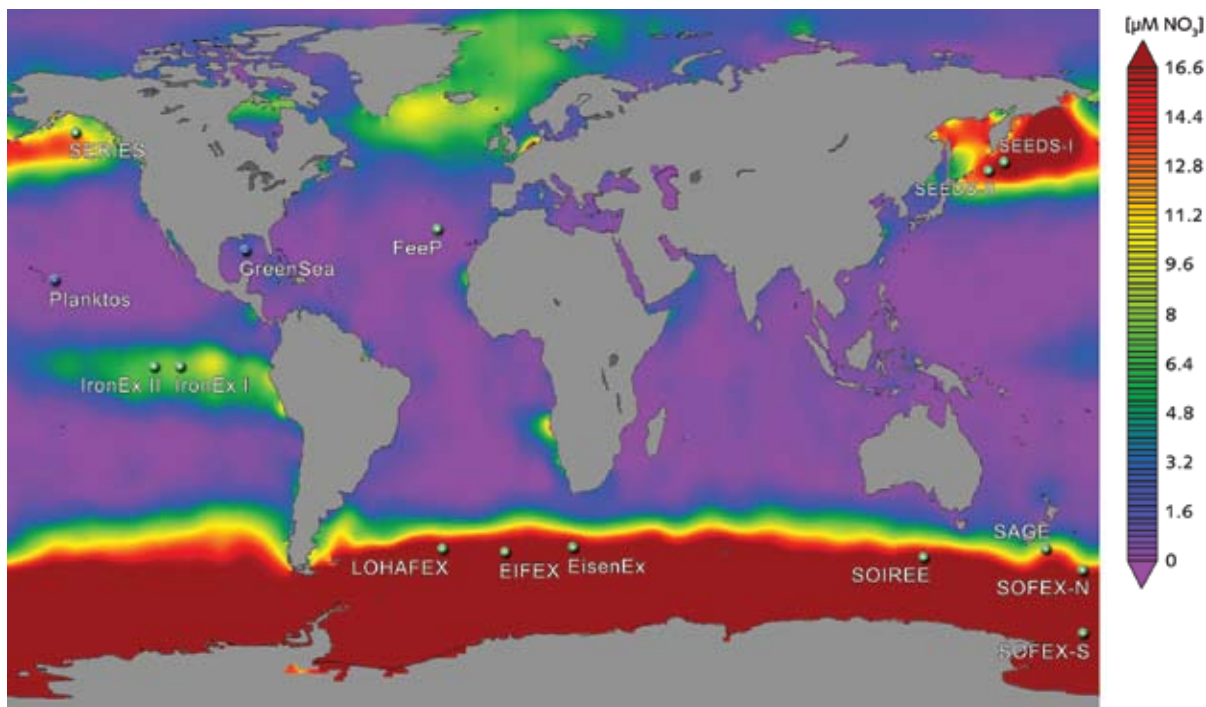 [µM NO3]
16.6
14.4
12.8
11.2
9.6
8
6.4
4.8
3.2
1.6
0
SERIES
SEEDS-I
SEEDS-II
FeeP
GreenSea
Planktos
IronEx II
IronEx I
SAGE
LOHAFEX
EIFEX
EisenEx
SOIREE
SOFEX-N
SOFEX-S